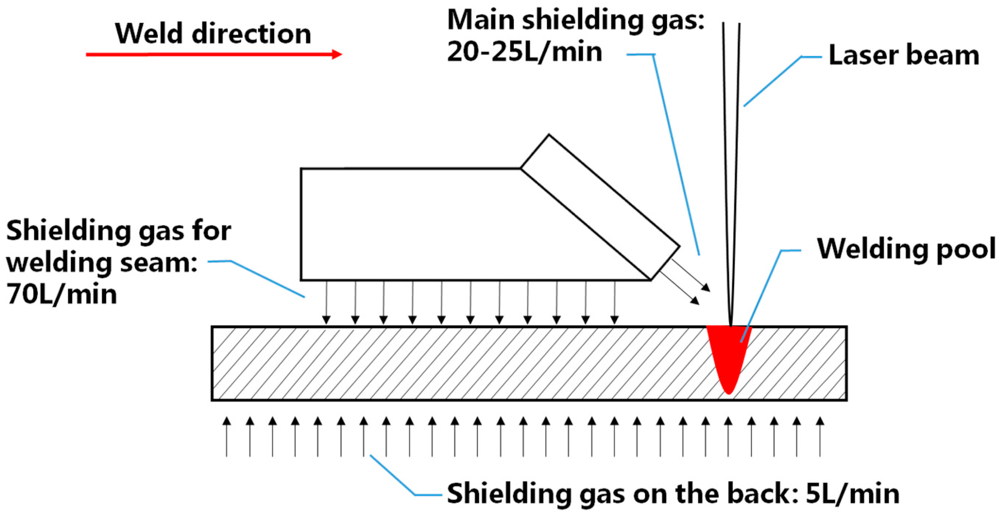 Weld direction
Main shielding gas:
20-25L/min
Laser beam
Shielding gas for
welding seam:
70L/min
Welding pool
Shielding gas on the back: 5L/min